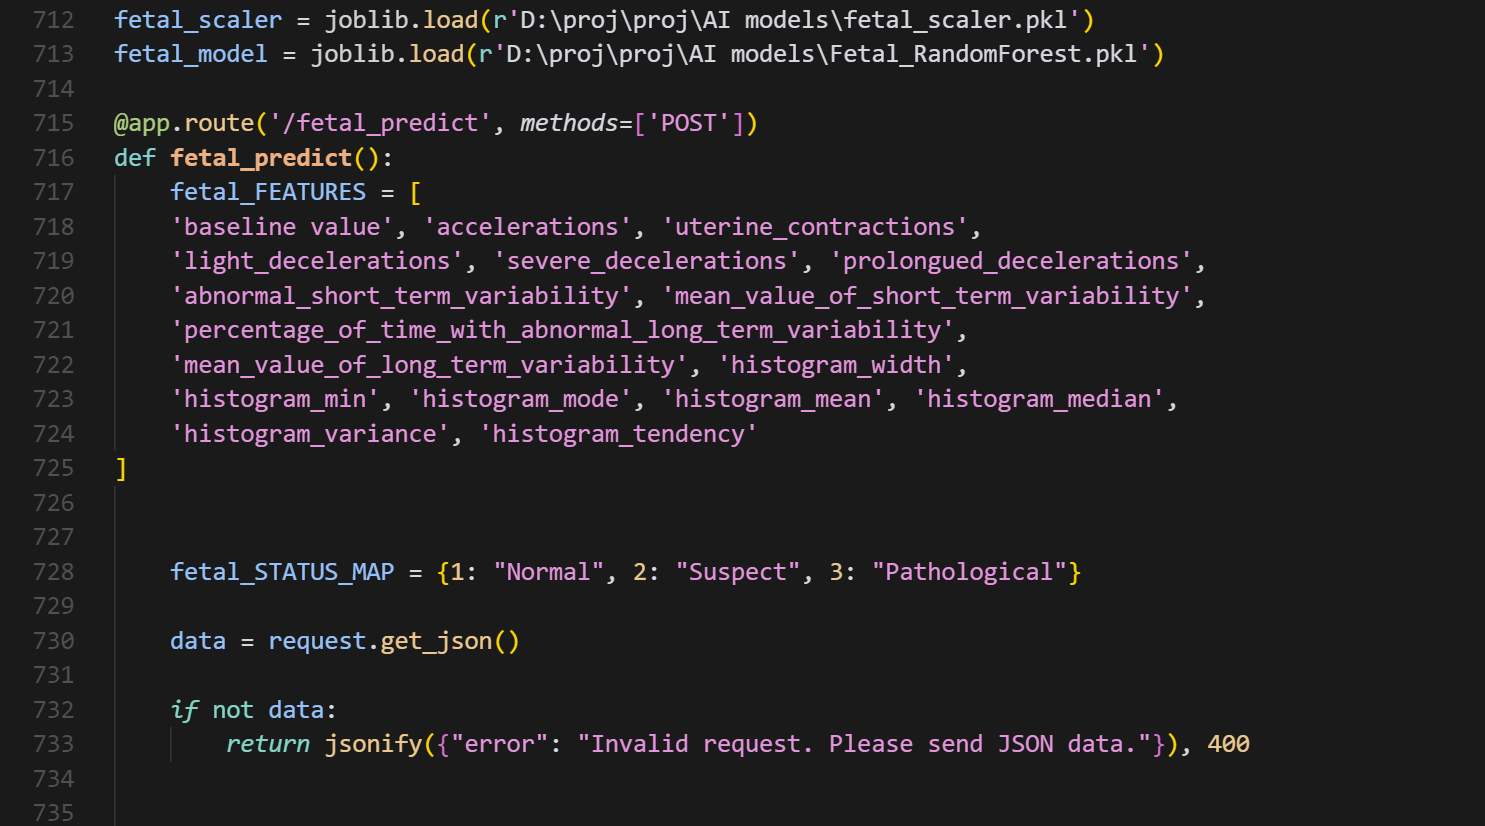 712 fetal_scaler = joblib.load(r'D:\proj\proj\AI models\fetal_scaler.pkl')
713 fetal_model = joblib.load(r'D:\proj\proj\AI models\Fetal_RandomForest.pkl')
714
715 @app.route('/fetal_predict', methods=['POST'])
716 def fetal_predict():
717     fetal_FEATURES = [
718     'baseline value', 'accelerations', 'uterine_contractions',
719     'light_decelerations', 'severe_decelerations', 'prolongued_decelerations',
720     'abnormal_short_term_variability', 'mean_value_of_short_term_variability',
721     'percentage_of_time_with_abnormal_long_term_variability',
722     'mean_value_of_long_term_variability', 'histogram_width',
723     'histogram_min', 'histogram_mode', 'histogram_mean', 'histogram_median',
724     'histogram_variance', 'histogram_tendency'
725 ]
726
727
728     fetal_STATUS_MAP = {1: "Normal", 2: "Suspect", 3: "Pathological"}
729
730     data = request.get_json()
731
732     if not data:
733         return jsonify({"error": "Invalid request. Please send JSON data."}), 400
734
735